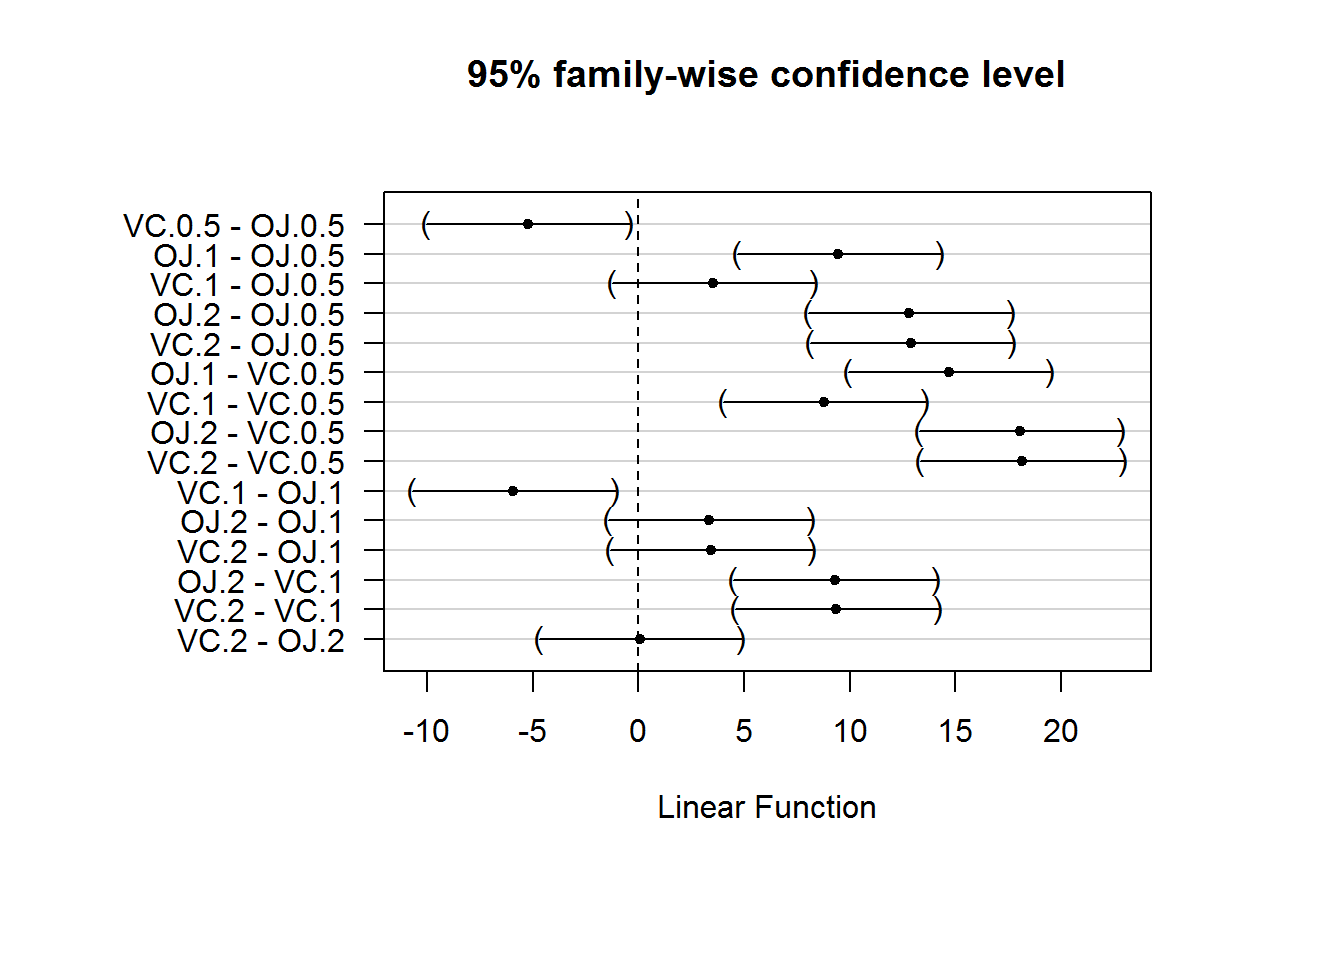 95% family-wise confidence level
VC.0.5 - OJ.0.5
OJ.1 - OJ.0.5
VC.1 - OJ.0.5
OJ.2 - OJ.0.5
VC.2 - OJ.0.5
OJ.1 - VC.0.5
VC.1 - VC.0.5
OJ.2 - VC.0.5
VC.2 - VC.0.5
VC.1 - OJ.1
OJ.2 - OJ.1
VC.2 - OJ.1
OJ.2 - VC.1
VC.2 - VC.1
VC.2 - OJ.2
-10 -5 0 5 10 15 20
Linear Function